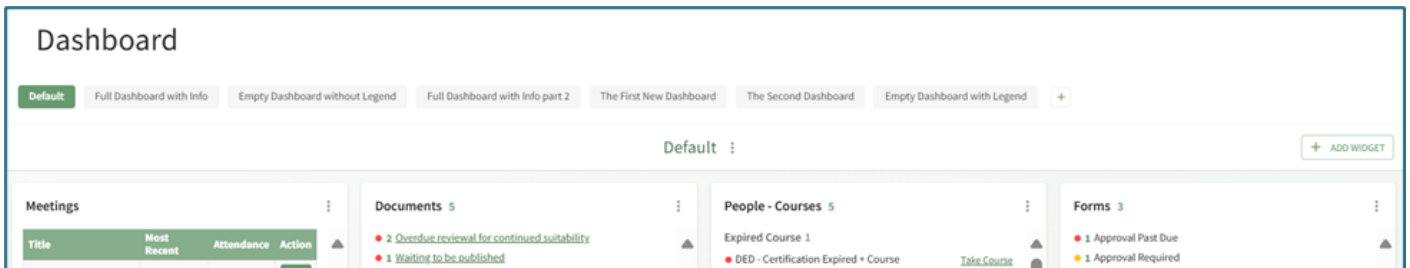 Dashboard
Default Full Dashboard with Info Empty Dashboard without Legend Full Dashboard with Info part 2 The First New Dashboard The Second Dashboard Empty Dashboard with Legend +
Default
+ ADD WIDGET
Meetings
Title Most Recent Attendance Action
Documents 5
2 Overdue reviewal for continued suitability
1 Waiting to be published
People - Courses 5
Expired Course 1
DED - Certification Expired + Course Take Course
Forms 3
1 Approval Past Due
1 Approval Required